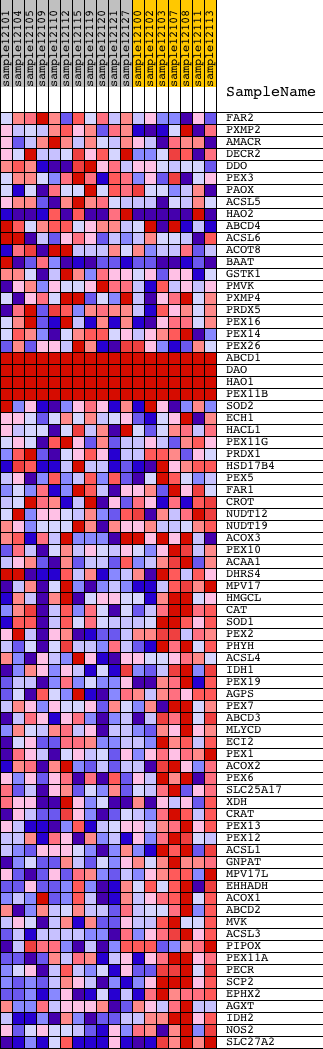 sample12101
sample12104
sample12105
sample12109
sample12110
sample12112
sample12115
sample12119
sample12120
sample12127
sample12100
sample12102
sample12103
sample12107
sample12108
sample12111
SampleName
FAR2
PXMP2
AMACR
DECR2
DDO
PEX3
PAOX
ACSL5
HAO2
ABCD4
ACSL6
ACOT8
BAAT
GSTK1
PMVK
PXMP4
PRDX5
PEX16
PEX14
PEX26
ABCD1
DAO
HAO1
PEX11B
SOD2
ECH1
HACL1
PEX11G
PRDX1
HSD17B4
PEX5
FAR1
CROT
NUDT12
NUDT19
ACOX3
PEX10
ACAA1
DHRS4
MPV17
HMGCL
CAT
SOD1
PEX2
PHYH
ACSL4
IDH1
PEX19
AGPS
PEX7
ABCD3
MLYCD
ECI2
PEX1
ACOX2
PEX6
SLC25A17
XDH
CRAT
PEX13
PEX12
ACSL1
GNPAT
MPV17L
EHHADH
ACOX1
ABCD2
MVK
ACSL3
PIPOX
PEX11A
PECR
SCP2
EPHX2
AGXT
IDH2
NOS2
SLC27A2